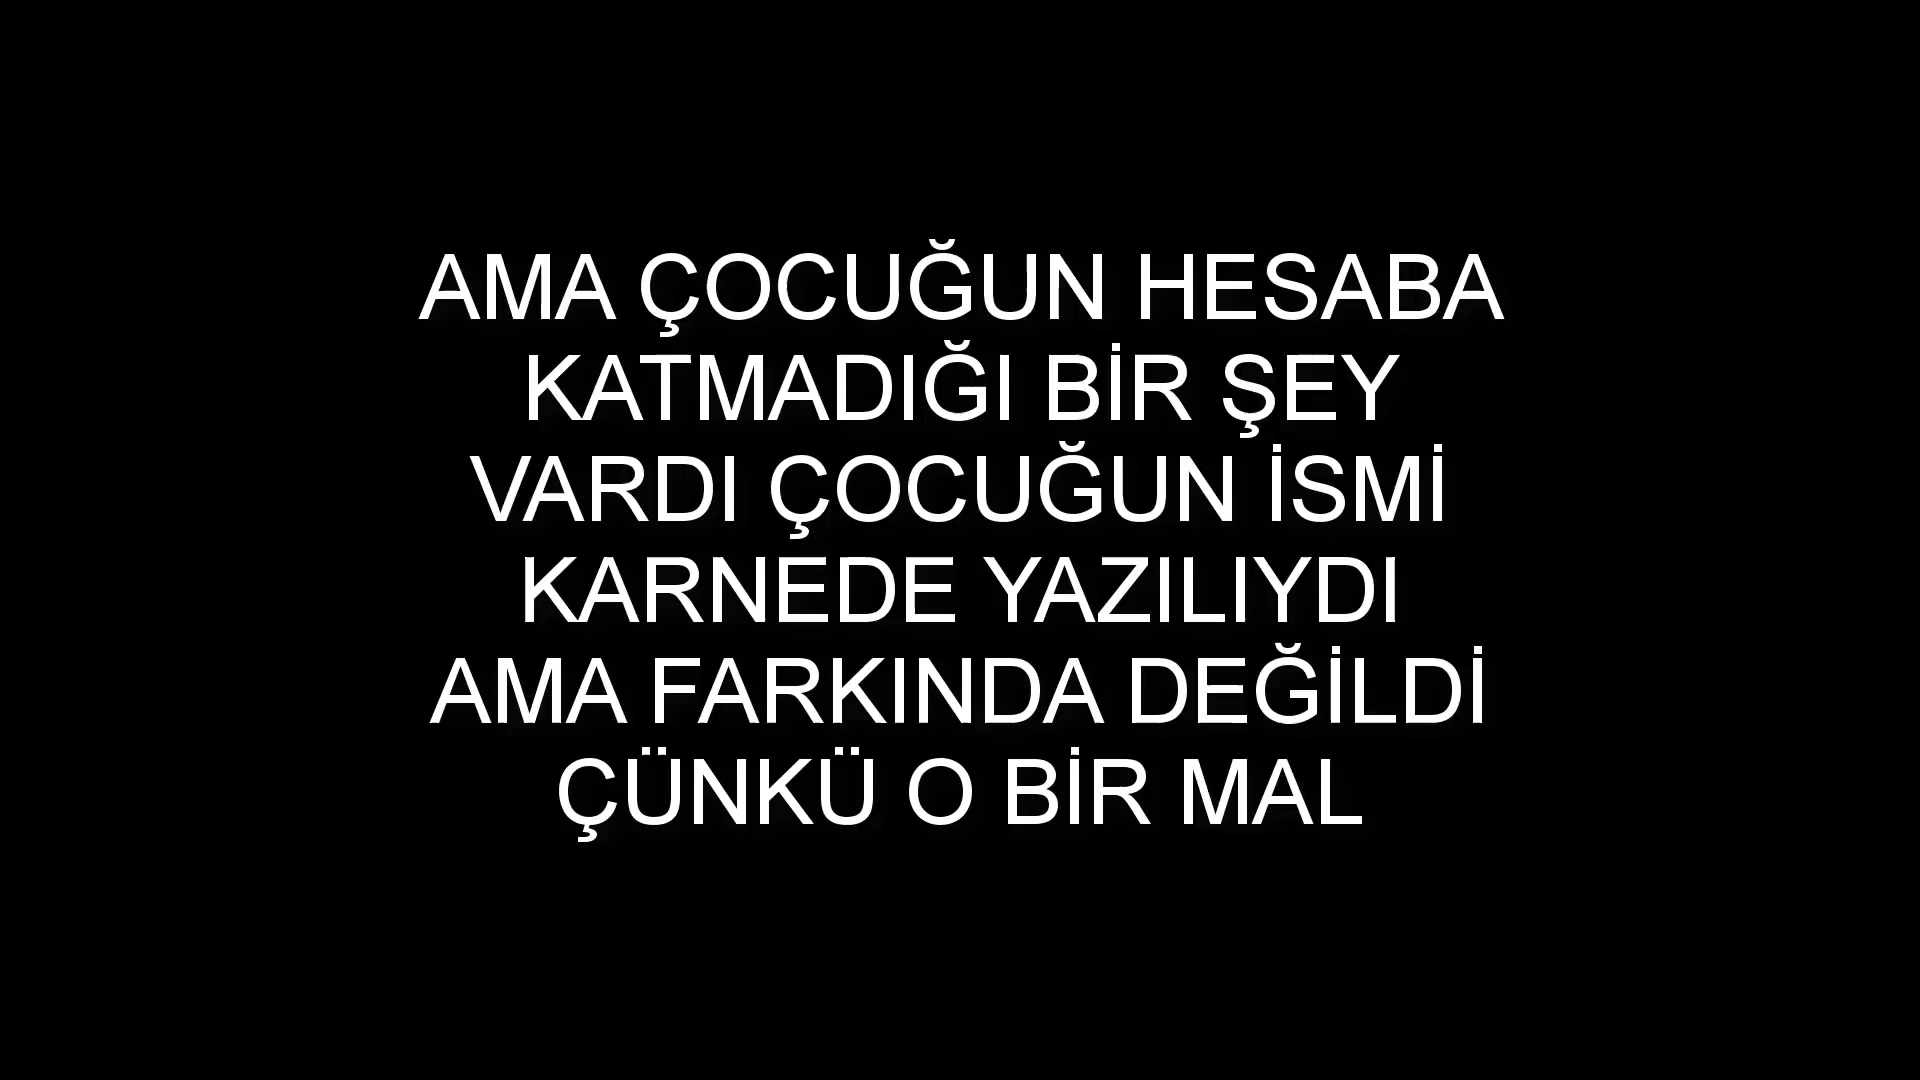 AMA ÇOCUĞUN HESABA
KATMADIĞI BİR ŞEY
VARDI ÇOCUĞUN İSMİ
KARNEDE YAZILIYDI
AMA FARKINDA DEĞİLDİ
ÇÜNKÜ O BİR MAL